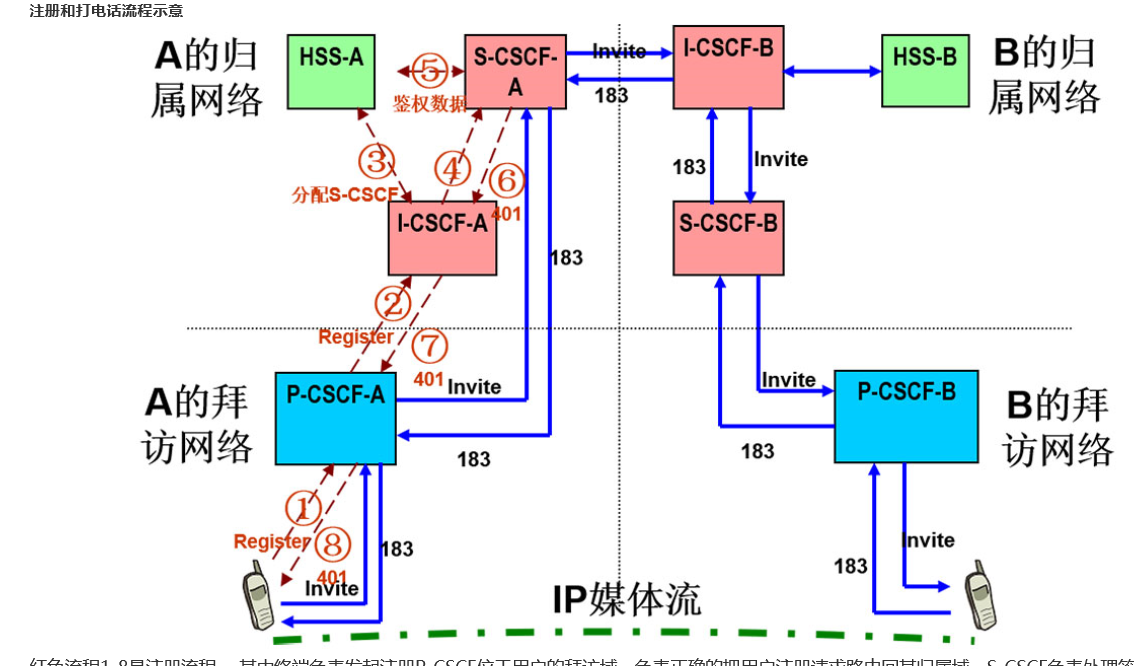 注册和打电话流程示意
A的归
属网络
HSS-A
⑤
鉴权数据
S-CSCF-
A
Invite
183
I-CSCF-B
HSS-B
B的归
属网络
③
分配S-CSCF
④
⑥
401
183
Invite
I-CSCF-A
S-CSCF-B
183
②
Register
⑦
401
A的拜
访网络
P-CSCF-A
Invite
183
Invite
183
P-CSCF-B
B的拜
访网络
①
Register
⑧
401
183
Invite
Invite
183
IP媒体流